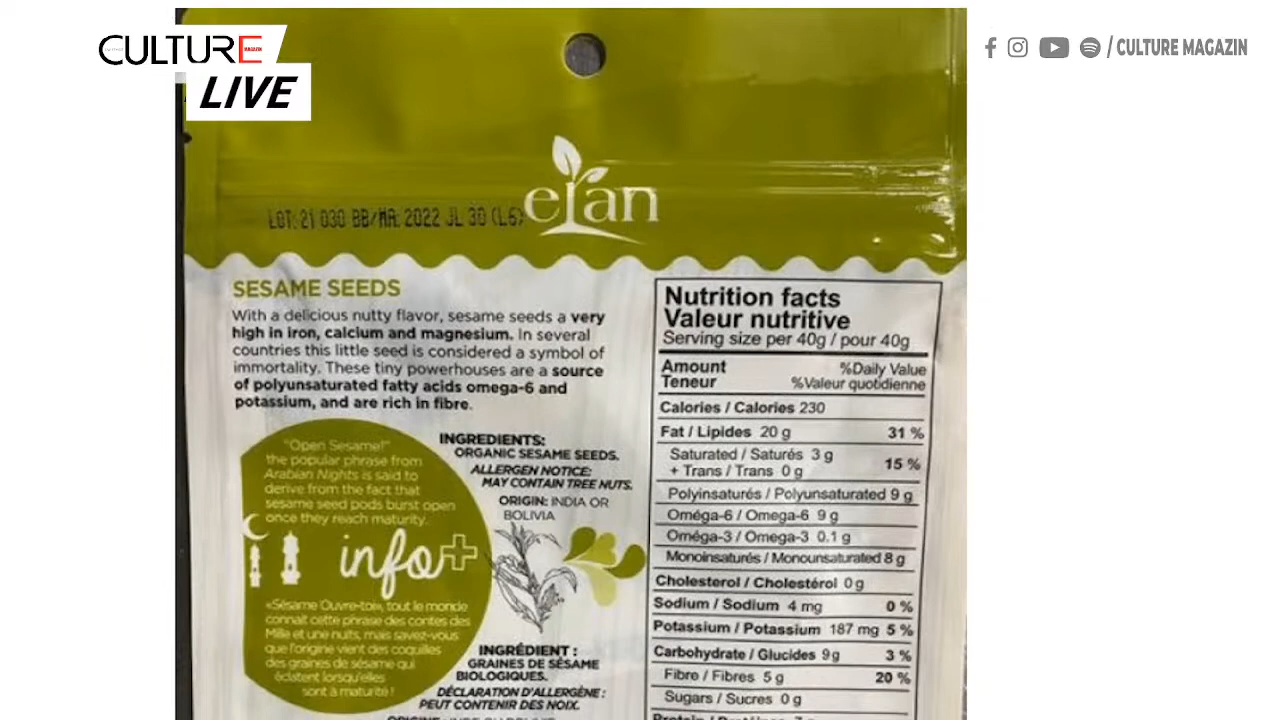 CULTURE MAGAZIN
LIVE
/ CULTURE MAGAZIN
elan
LOT: 21 030 BB/MA: 2022 JL 30 (L6)
SESAME SEEDS
With a delicious nutty flavor, sesame seeds a very
high in iron, calcium and magnesium. In several
countries this little seed is considered a symbol of
immortality. These tiny powerhouses are a source
of polyunsaturated fatty acids omega-6 and
potassium, and are rich in fibre.
"Open Sesame!"
the popular phrase from
Arabian Nights is said to
derive from the fact that
sesame seed pods burst open
once they reach maturity.
info+
«Sésame Ouvre-toi», tout le monde
connait cette phrase des contes des
Mille et une nuits, mais savez-vous
que l'origine vient des coquilles
des graines de sésame qui
éclatent lorsqu'elles
sont à maturité !
INGREDIENTS:
ORGANIC SESAME SEEDS.
ALLERGEN NOTICE:
MAY CONTAIN TREE NUTS.
ORIGIN: INDIA OR
BOLIVIA
INGRÉDIENT :
GRAINES DE SÉSAME
BIOLOGIQUES.
DÉCLARATION D'ALLERGÈNE :
PEUT CONTENIR DES NOIX.
Nutrition facts
Valeur nutritive
Serving size per 40g / pour 40g
Amount %Daily Value
Teneur %Valeur quotidienne
Calories / Calories 230
Fat / Lipides 20 g 31 %
Saturated / Saturés 3 g
+ Trans / Trans 0 g 15 %
Polyinsaturés / Polyunsaturated 9 g
Oméga-6 / Omega-6 9 g
Oméga-3 / Omega-3 0.1 g
Monoinsaturés / Monounsaturated 8 g
Cholesterol / Cholestérol 0 g
Sodium / Sodium 4 mg 0 %
Potassium / Potassium 187 mg 5 %
Carbohydrate / Glucides 9 g 3 %
Fibre / Fibres 5 g 20 %
Sugars / Sucres 0 g